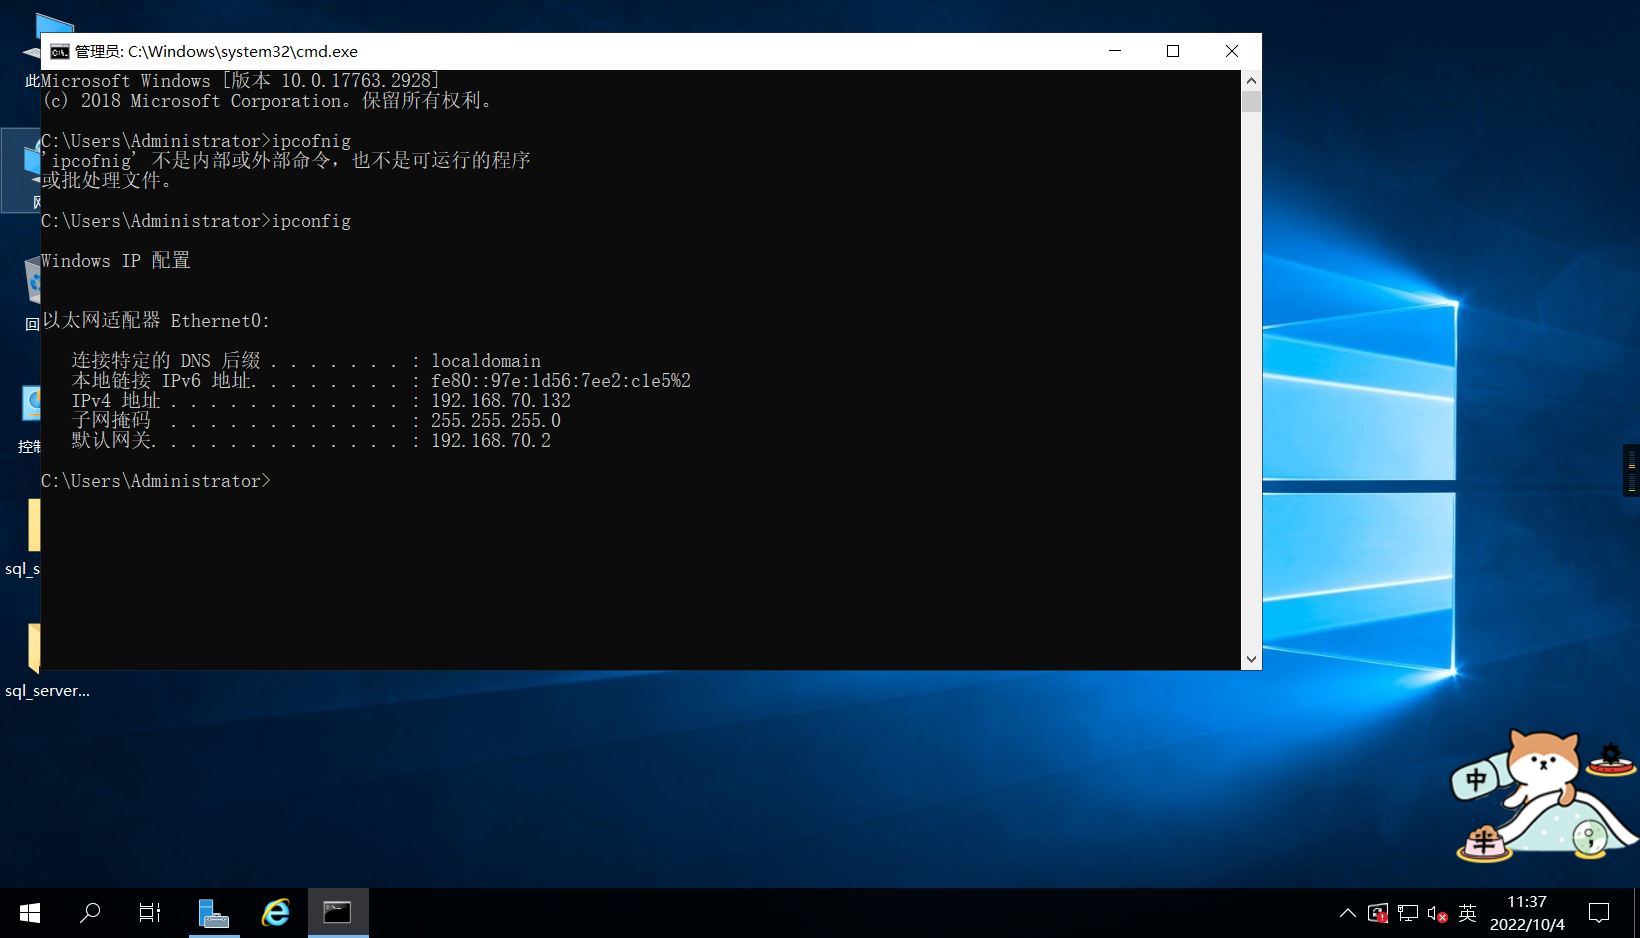 管理员: C:\Windows\system32\cmd.exe
Microsoft Windows [版本 10.0.17763.2928]
(c) 2018 Microsoft Corporation。保留所有权利。
C:\Users\Administrator>ipcofnig
'ipcofnig' 不是内部或外部命令，也不是可运行的程序
或批处理文件。
C:\Users\Administrator>ipconfig
Windows IP 配置
以太网适配器 Ethernet0:
连接特定的 DNS 后缀 . . . . . . . : localdomain
本地链接 IPv6 地址. . . . . . . . : fe80::97e:1d56:7ee2:c1e5%2
IPv4 地址 . . . . . . . . . . . . : 192.168.70.132
子网掩码  . . . . . . . . . . . . : 255.255.255.0
默认网关. . . . . . . . . . . . . : 192.168.70.2
C:\Users\Administrator>
此
回
控制
sql_s
sql_server...
中
半
英
11:37
2022/10/4